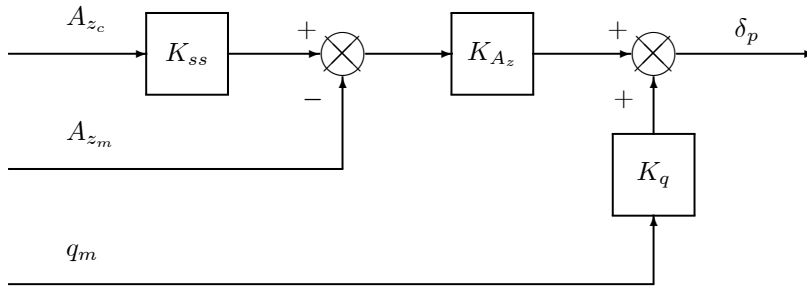 A_{z_c} + + δ_p
K_{ss} K_{A_z}
− +
A_{z_m}
K_q
q_m